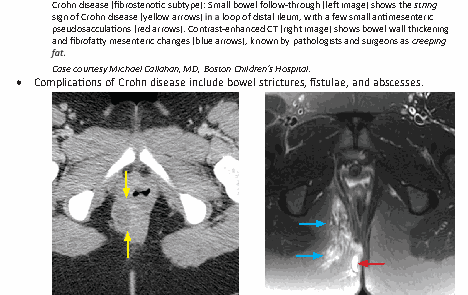 Crohn disease (fibrostenotic subtype): Small bowel follow-through (left image) shows the string
sign of Crohn disease (yellow arrows) in a loop of distal ileum, with a few small antimesenteric
pseudosacculations (red arrows). Contrast-enhanced CT (right image) shows bowel wall thickening
and fibrofatty mesenteric changes (blue arrows), known by pathologists and surgeons as creeping
fat.
Case courtesy Michael Callahan, MD, Boston Children's Hospital.
• Complications of Crohn disease include bowel strictures, fistulae, and abscesses.